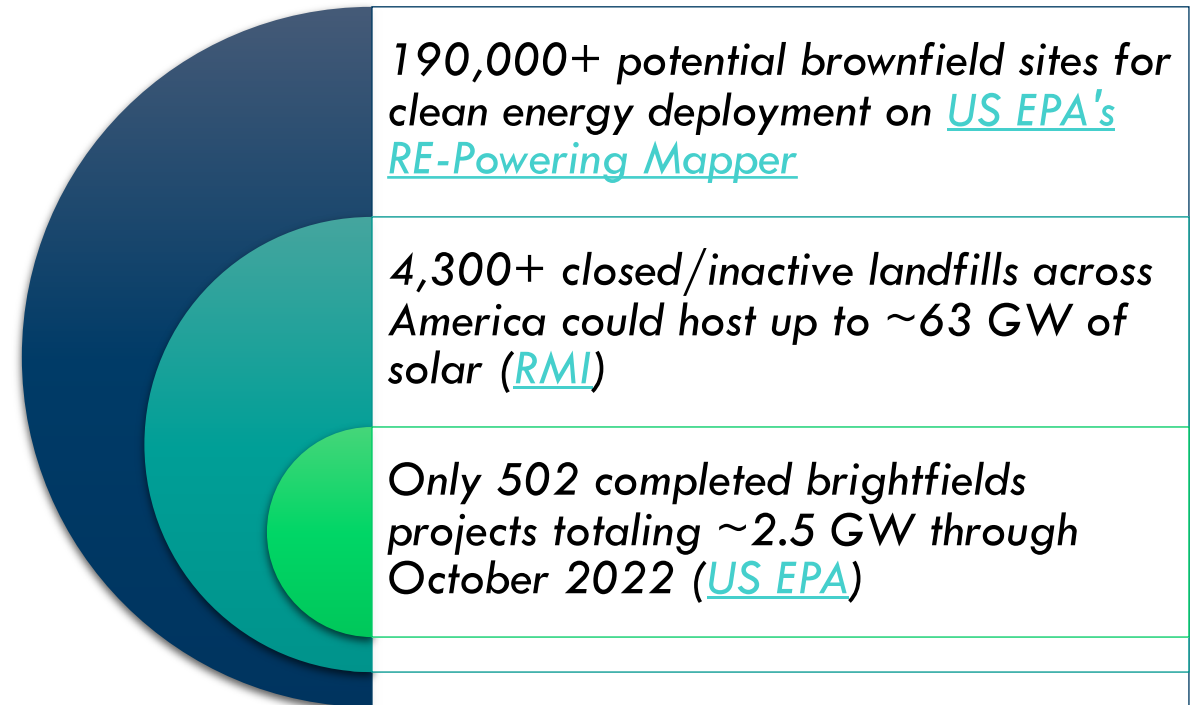 190,000+ potential brownfield sites for
clean energy deployment on US EPA's
RE-Powering Mapper
4,300+ closed/inactive landfills across
America could host up to ~63 GW of
solar (RMI)
Only 502 completed brightfields
projects totaling ~2.5 GW through
October 2022 (US EPA)